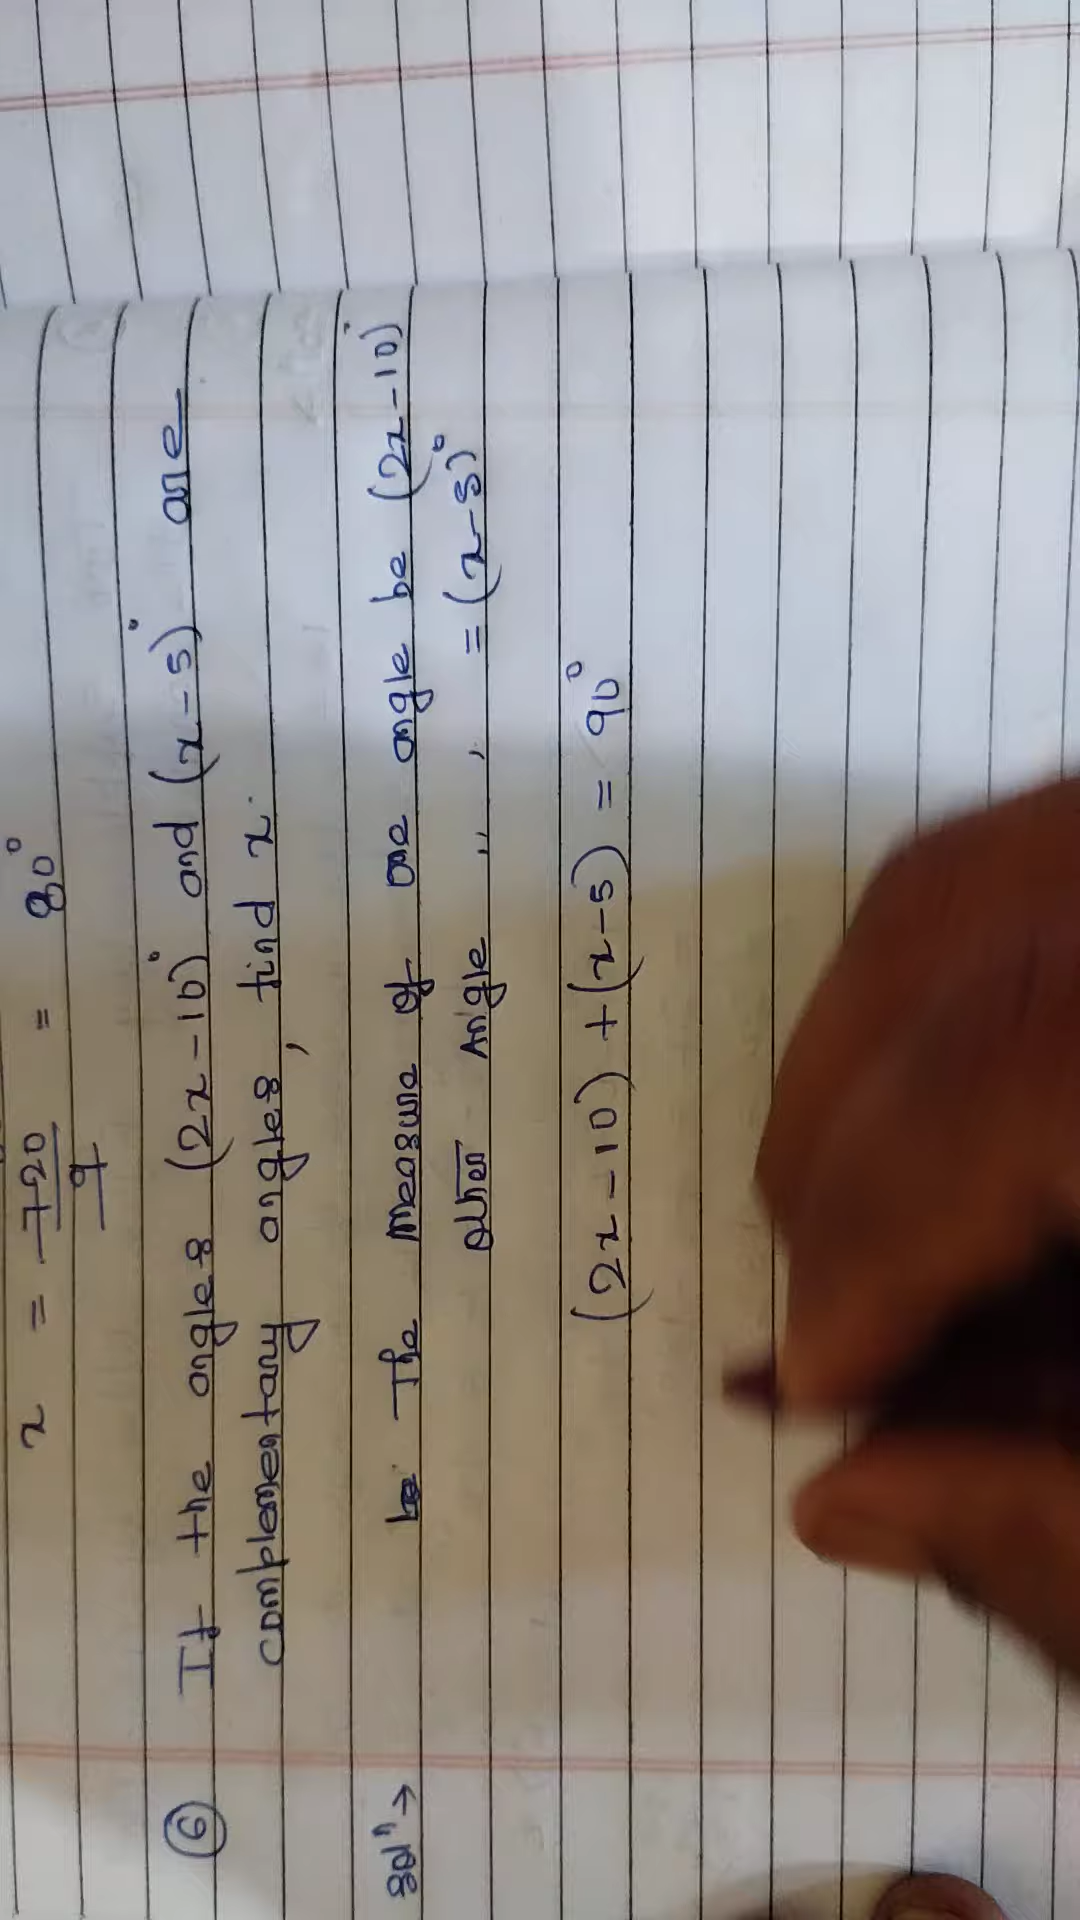 x = 720/9 = 80°
⑥ If the angles (2x-10)° and (x-5)° are
complementary angles, find x.
solⁿ→ The Measure of one angle be (2x-10)°
other Angle " " = (x-5)°
(2x-10)+(x-5) = 90°